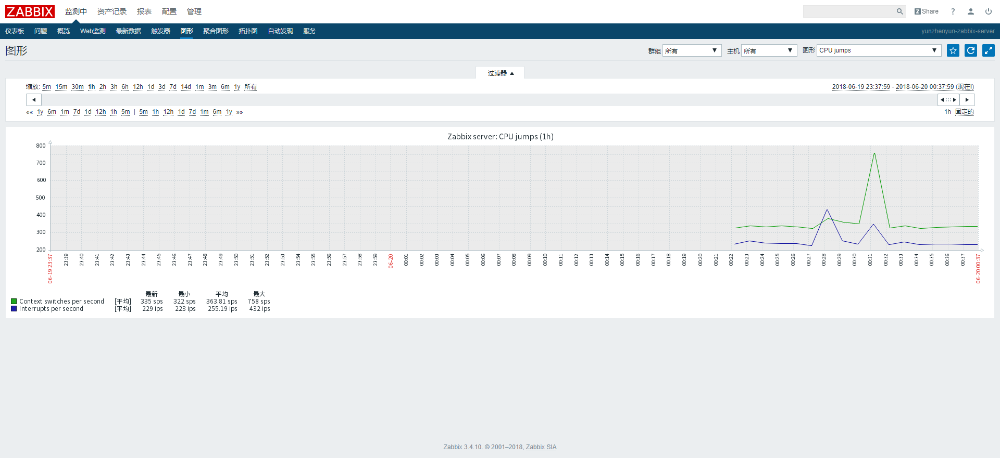 ZABBIX 监测中 资产记录 报表 配置 管理 Z Share ?
仪表板 问题 概览 Web监测 最新数据 触发器 图形 聚合图形 拓扑图 自动发现 服务 yunzhenyun-zabbix-server
图形 群组 所有 ▼ 主机 所有 ▼ 图形 CPU jumps ▼
过滤器 ▲
缩放: 5m 15m 30m 1h 2h 3h 6h 12h 1d 3d 7d 14d 1m 3m 6m 1y 所有 2018-06-19 23:37:59 - 2018-06-20 00:37:59 (现在!)
«« 1y 6m 1m 7d 1d 12h 1h 5m | 5m 1h 12h 1d 7d 1m 6m 1y »» 1h 固定的
Zabbix server: CPU jumps (1h)
800
700
600
500
400
300
200
06-19 23:37 23:39 23:40 23:41 23:42 23:43 23:44 23:45 23:46 23:47 23:48 23:49 23:50 23:51 23:52 23:53 23:54 23:55 23:56 23:57 23:58 23:59 06-20 00:01 00:02 00:03 00:04 00:05 00:06 00:07 00:08 00:09 00:10 00:11 00:12 00:13 00:14 00:15 00:16 00:17 00:18 00:19 00:20 00:21 00:22 00:23 00:24 00:25 00:26 00:27 00:28 00:29 00:30 00:31 00:32 00:33 00:34 00:35 00:36 00:37 06-20 00:37
最新 最小 平均 最大
Context switches per second [平均] 335 sps 322 sps 363.81 sps 758 sps
Interrupts per second [平均] 229 ips 223 ips 255.19 ips 432 ips
Zabbix 3.4.10. © 2001–2018, Zabbix SIA